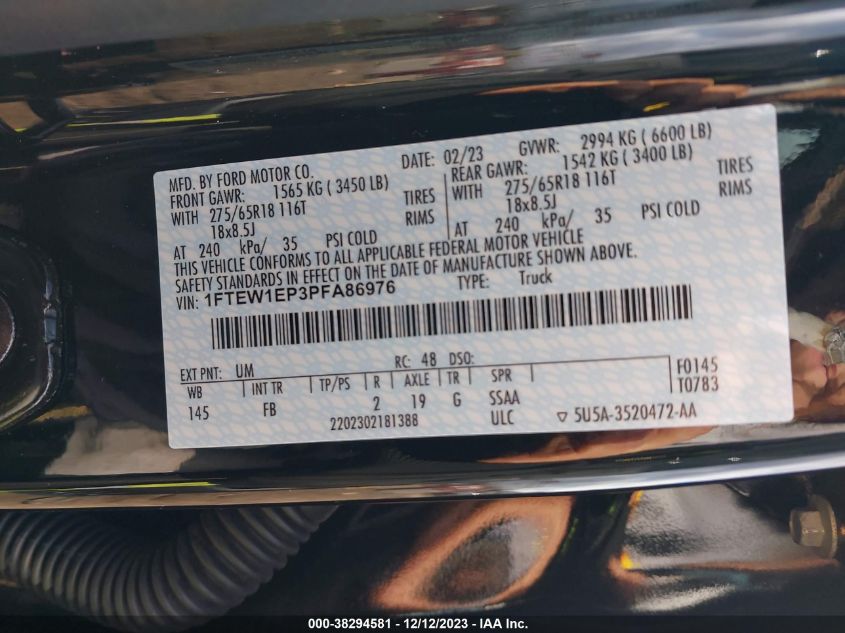 MFD. BY FORD MOTOR CO. DATE: 02/23 GVWR: 2994 KG ( 6600 LB)
FRONT GAWR: 1565 KG ( 3450 LB) REAR GAWR: 1542 KG ( 3400 LB)
WITH 275/65R18 116T TIRES WITH 275/65R18 116T TIRES
18x8.5J RIMS 18x8.5J RIMS
AT 240 kPa/ 35 PSI COLD AT 240 kPa/ 35 PSI COLD
THIS VEHICLE CONFORMS TO ALL APPLICABLE FEDERAL MOTOR VEHICLE
SAFETY STANDARDS IN EFFECT ON THE DATE OF MANUFACTURE SHOWN ABOVE.
VIN: 1FTEW1EP3PFA86976 TYPE: Truck
EXT PNT: UM RC: 48 DSO:
WB INT TR TP/PS R AXLE TR SPR F0145
145 FB 2 19 G SSAA T0783
2202302181388 ULC ▽ 5U5A-3520472-AA
000-38294581 - 12/12/2023 - IAA Inc.